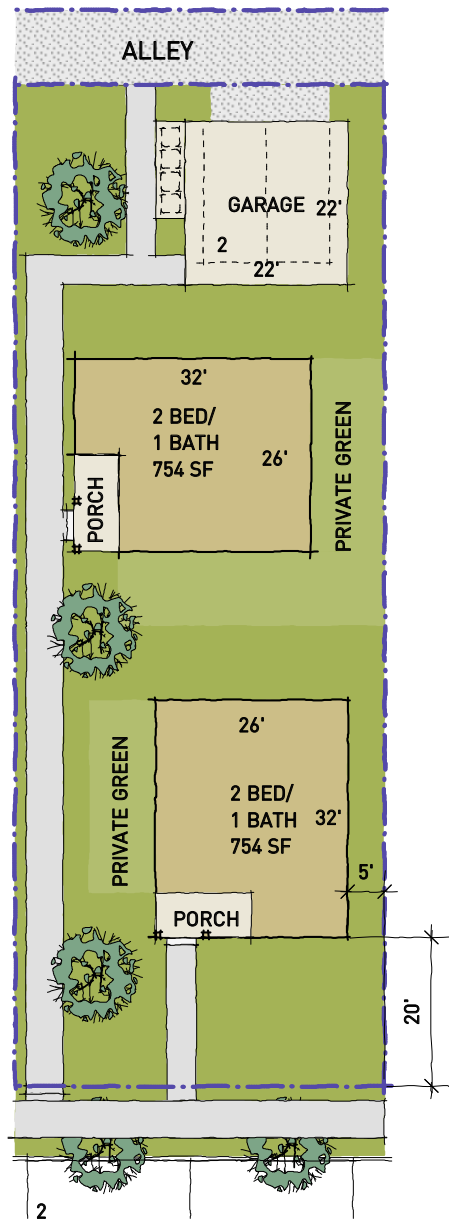 ALLEY
GARAGE
22'
2
22'
32'
2 BED/
1 BATH
754 SF
26'
PRIVATE GREEN
PORCH
26'
PRIVATE GREEN
2 BED/
1 BATH
754 SF
32'
5'
PORCH
20'
2